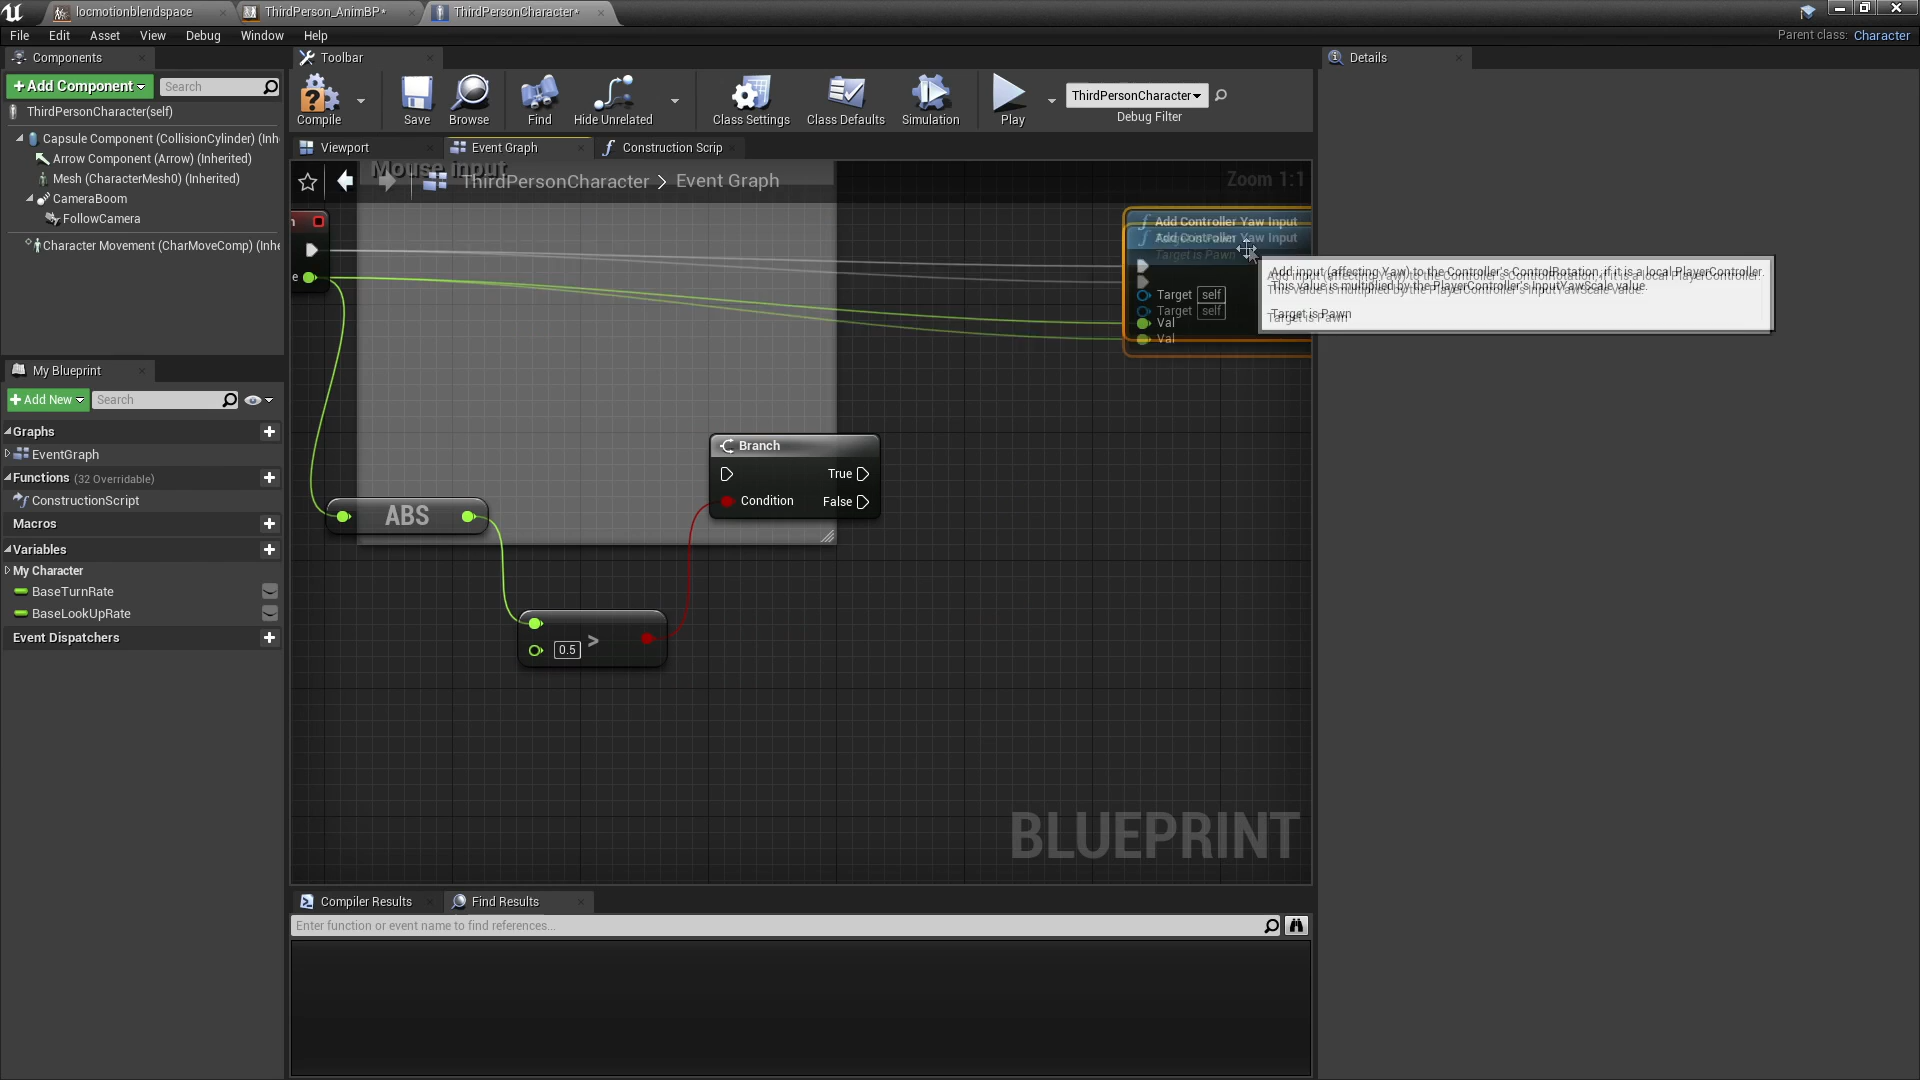 locmotionblendspace
ThirdPerson_AnimBP*
ThirdPersonCharacter*
File Edit Asset View Debug Window Help
Parent class: Character
Components
Toolbar
Details
Add Component
Search
ThirdPersonCharacter(self)
Capsule Component (CollisionCylinder) (Inh
Arrow Component (Arrow) (Inherited)
Mesh (CharacterMesh0) (Inherited)
CameraBoom
FollowCamera
Character Movement (CharMoveComp) (Inhe
Compile
Save
Browse
Find
Hide Unrelated
Class Settings
Class Defaults
Simulation
Play
ThirdPersonCharacter
Debug Filter
Viewport
Event Graph
Construction Scrip
Mouse input
ThirdPersonCharacter > Event Graph
Zoom 1:1
Add Controller Yaw Input
Add Controller Yaw Input
Target is Pawn
Target self
Target self
Val
Val
Add input (affecting Yaw) to the Controller's ControlRotation, if it is a local PlayerController.
This value is multiplied by the PlayerController's InputYawScale value.
Target is Pawn
e
Branch
True
Condition
False
ABS
0.5
>
BLUEPRINT
My Blueprint
Add New
Search
Graphs
EventGraph
Functions (32 Overridable)
ConstructionScript
Macros
Variables
My Character
BaseTurnRate
BaseLookUpRate
Event Dispatchers
Compiler Results
Find Results
Enter function or event name to find references...